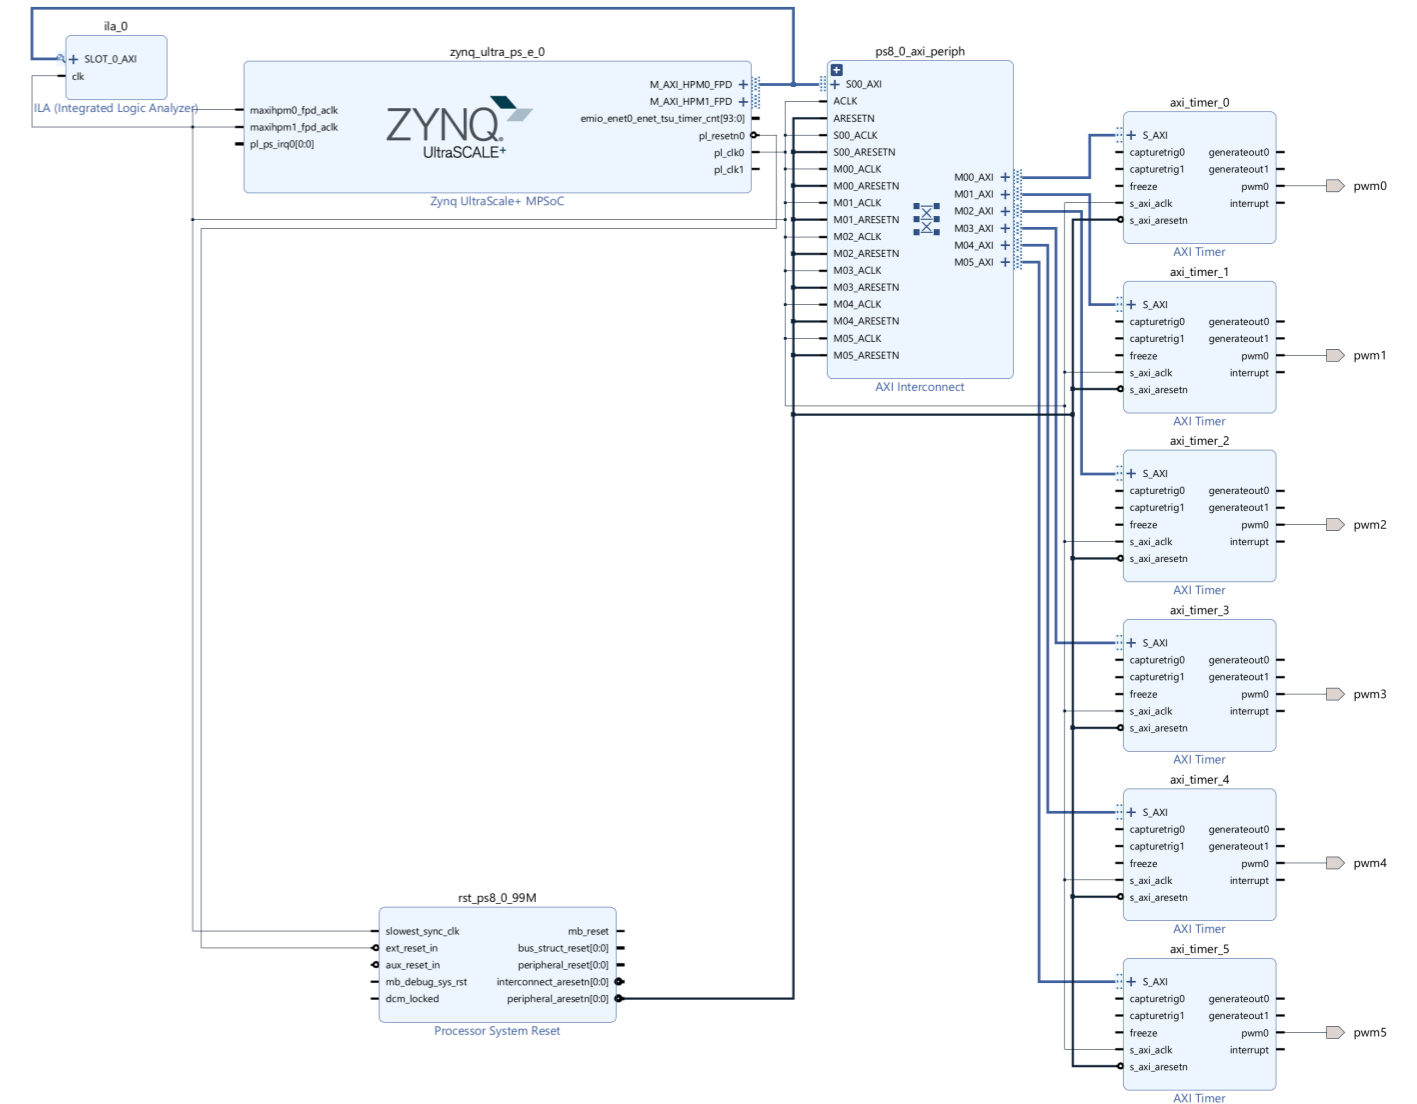 ila_0
SLOT_0_AXI
clk
ILA (Integrated Logic Analyzer)
zynq_ultra_ps_e_0
maxihpm0_fpd_aclk
maxihpm1_fpd_aclk
pl_ps_irq0[0:0]
ZYNQ.
UltraSCALE+
M_AXI_HPM0_FPD
M_AXI_HPM1_FPD
emio_enet0_enet_tsu_timer_cnt[93:0]
pl_resetn0
pl_clk0
pl_clk1
Zynq UltraScale+ MPSoC
ps8_0_axi_periph
S00_AXI
ACLK
ARESETN
S00_ACLK
S00_ARESETN
M00_ACLK
M00_ARESETN
M01_ACLK
M01_ARESETN
M02_ACLK
M02_ARESETN
M03_ACLK
M03_ARESETN
M04_ACLK
M04_ARESETN
M05_ACLK
M05_ARESETN
M00_AXI
M01_AXI
M02_AXI
M03_AXI
M04_AXI
M05_AXI
AXI Interconnect
axi_timer_0
S_AXI
capturetrig0
capturetrig1
freeze
s_axi_aclk
s_axi_aresetn
generateout0
generateout1
pwm0
interrupt
AXI Timer
pwm0
axi_timer_1
S_AXI
capturetrig0
capturetrig1
freeze
s_axi_aclk
s_axi_aresetn
generateout0
generateout1
pwm0
interrupt
AXI Timer
pwm1
axi_timer_2
S_AXI
capturetrig0
capturetrig1
freeze
s_axi_aclk
s_axi_aresetn
generateout0
generateout1
pwm0
interrupt
AXI Timer
pwm2
axi_timer_3
S_AXI
capturetrig0
capturetrig1
freeze
s_axi_aclk
s_axi_aresetn
generateout0
generateout1
pwm0
interrupt
AXI Timer
pwm3
axi_timer_4
S_AXI
capturetrig0
capturetrig1
freeze
s_axi_aclk
s_axi_aresetn
generateout0
generateout1
pwm0
interrupt
AXI Timer
pwm4
rst_ps8_0_99M
slowest_sync_clk
ext_reset_in
aux_reset_in
mb_debug_sys_rst
dcm_locked
mb_reset
bus_struct_reset[0:0]
peripheral_reset[0:0]
interconnect_aresetn[0:0]
peripheral_aresetn[0:0]
Processor System Reset
axi_timer_5
S_AXI
capturetrig0
capturetrig1
freeze
s_axi_aclk
s_axi_aresetn
generateout0
generateout1
pwm0
interrupt
AXI Timer
pwm5